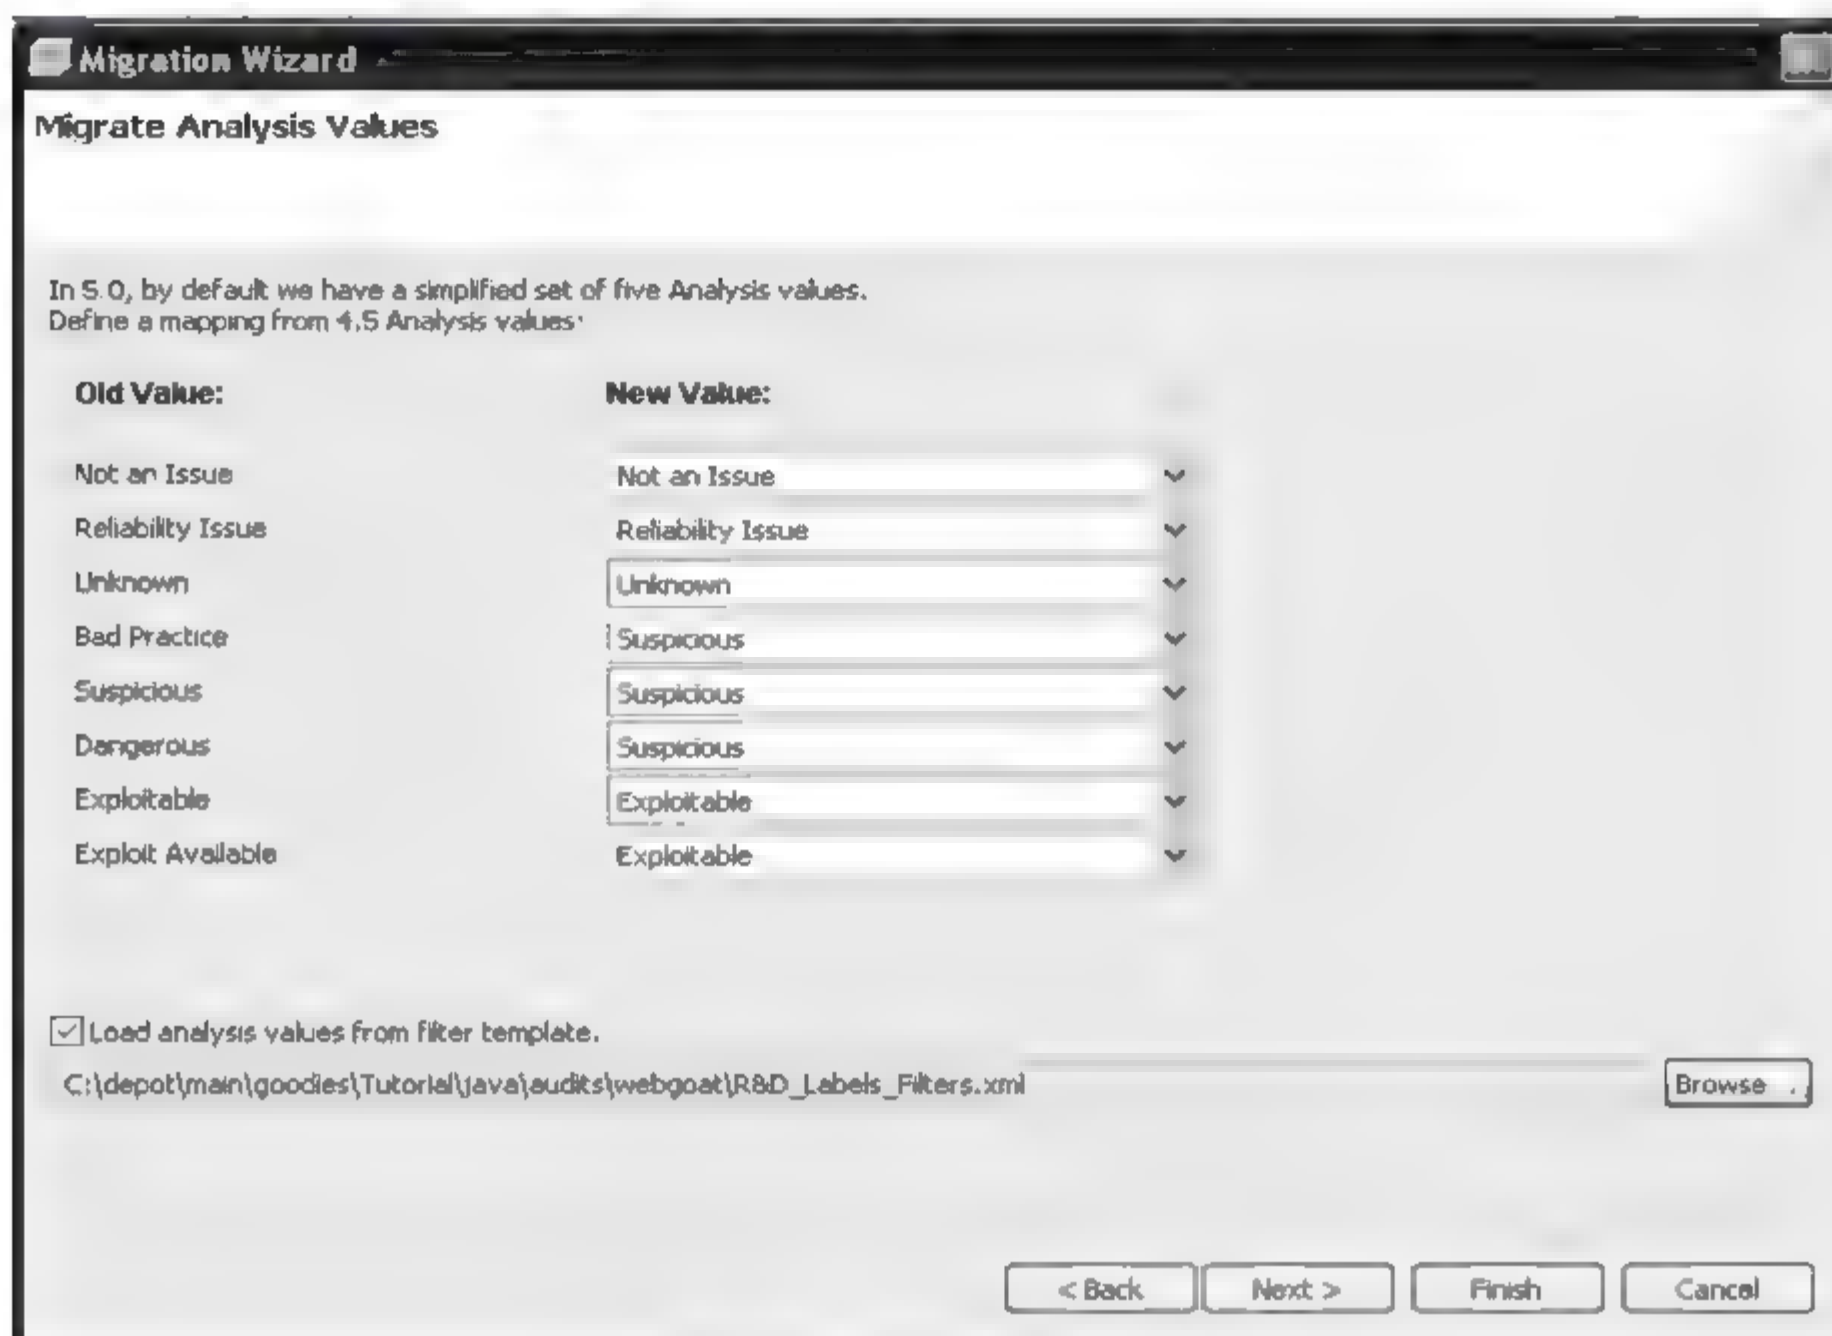 Migration Wizard
Migrate Analysis Values
In 5.0, by default we have a simplified set of five Analysis values.
Define a mapping from 4.5 Analysis values:
Old Value: New Value:
Not an Issue Not an Issue
Reliability Issue Reliability Issue
Unknown Unknown
Bad Practice Suspicious
Suspicious Suspicious
Dangerous Suspicious
Exploitable Exploitable
Exploit Available Exploitable
Load analysis values from filter template.
C:\depot\main\goodies\Tutorial\java\audits\webgoat\R&D_Labels_Filters.xml Browse ..
< Back Next > Finish Cancel